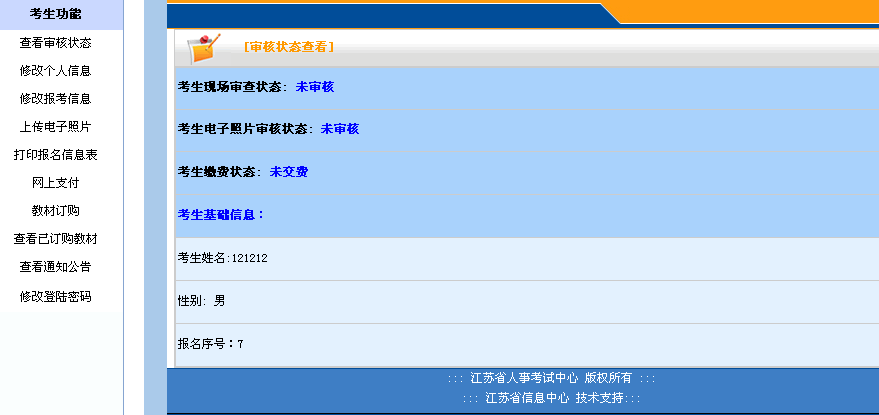 考生功能
查看审核状态
修改个人信息
修改报考信息
上传电子照片
打印报名信息表
网上支付
教材订购
查看已订购教材
查看通知公告
修改登陆密码
[审核状态查看]
考生现场审查状态: 未审核
考生电子照片审核状态: 未审核
考生缴费状态: 未交费
考生基础信息：
考生姓名:121212
性别: 男
报名序号：7
::: 江苏省人事考试中心 版权所有 :::
::: 江苏省信息中心 技术支持:::